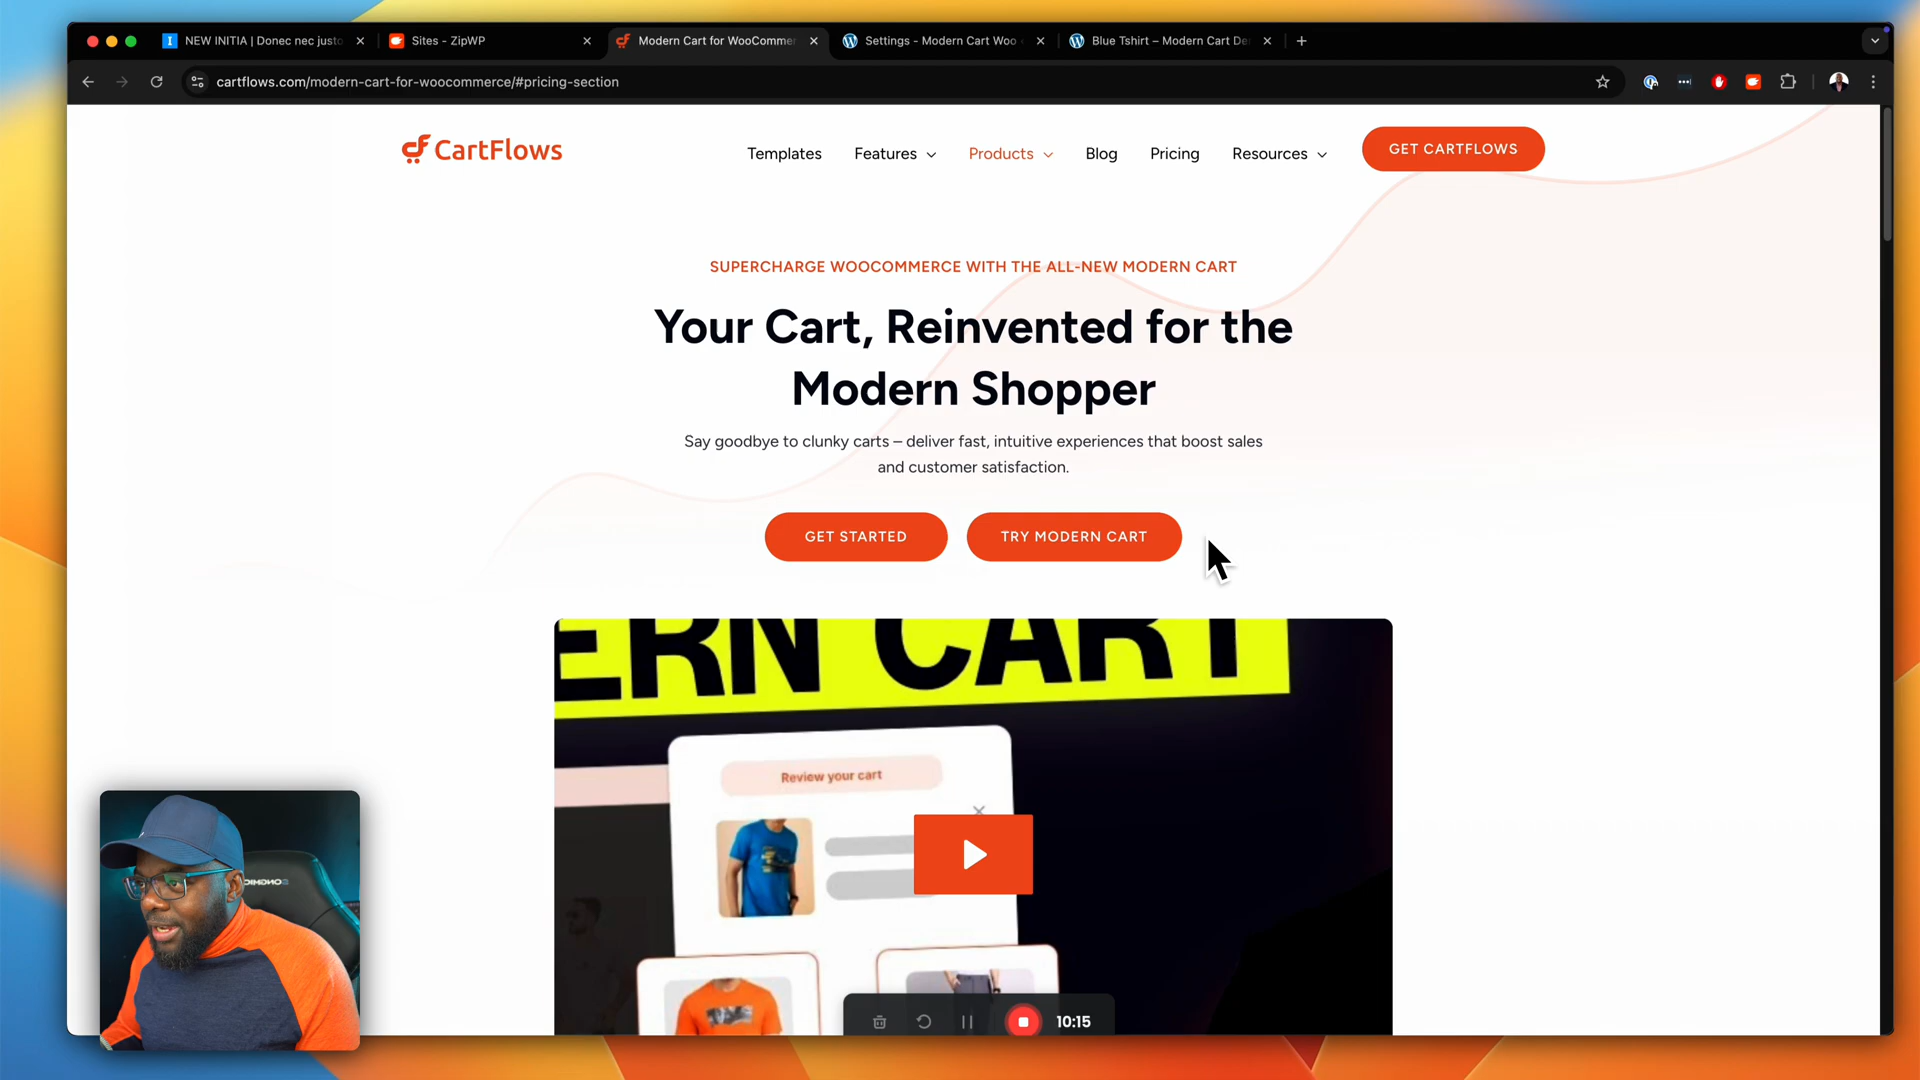 NEW INITIA | Donec nec justo
Sites - ZipWP
Modern Cart for WooCommer
Settings - Modern Cart Woo
Blue Tshirt – Modern Cart De
cartflows.com/modern-cart-for-woocommerce/#pricing-section
CartFlows
Templates
Features
Products
Blog
Pricing
Resources
GET CARTFLOWS
SUPERCHARGE WOOCOMMERCE WITH THE ALL-NEW MODERN CART
Your Cart, Reinvented for the
Modern Shopper
Say goodbye to clunky carts – deliver fast, intuitive experiences that boost sales
and customer satisfaction.
GET STARTED
TRY MODERN CART
ERN CART
Review your cart
10:15